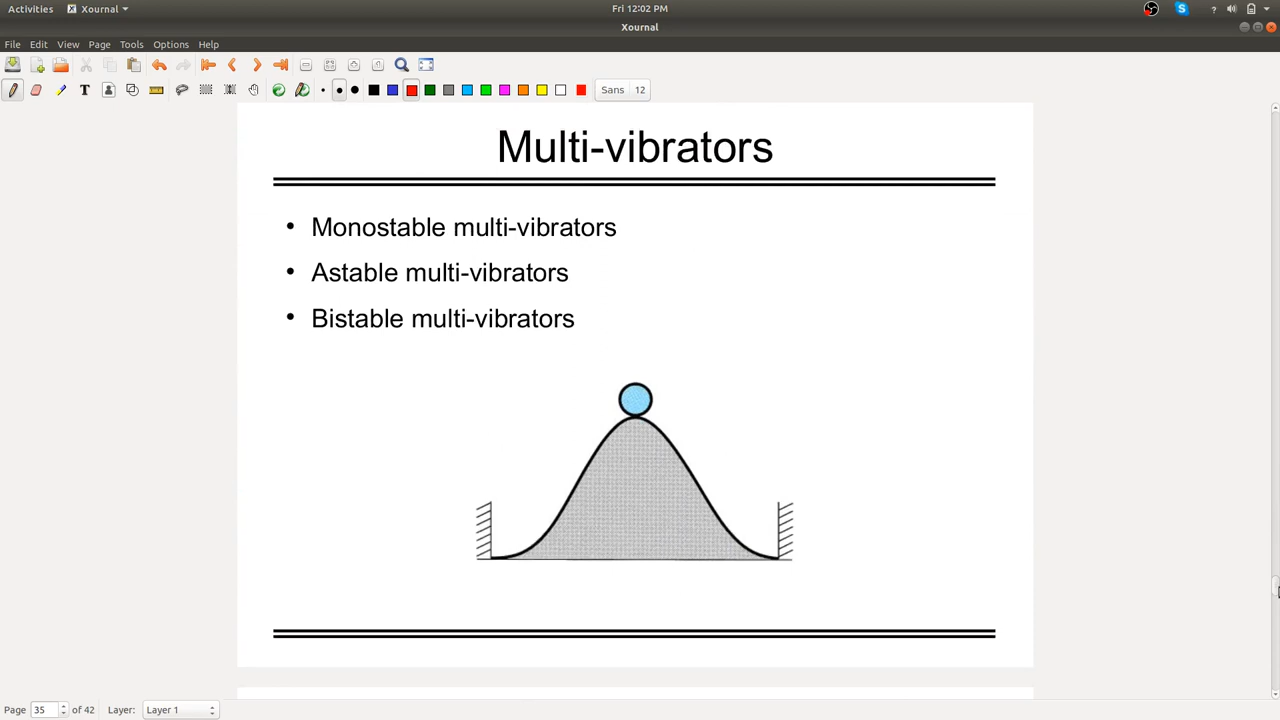 Activities Xournal Fri 12:02 PM
Xournal
File Edit View Page Tools Options Help
Sans 12
Multi-vibrators
• Monostable multi-vibrators
• Astable multi-vibrators
• Bistable multi-vibrators
Page 35 of 42 Layer: Layer 1